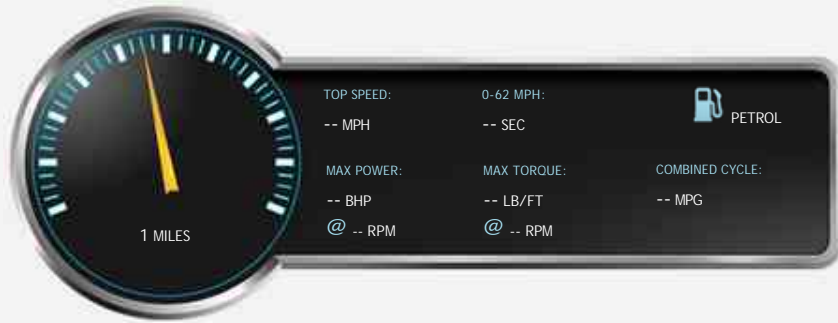 TOP SPEED:
-- MPH
0-62 MPH:
-- SEC
PETROL
MAX POWER:
-- BHP
@ -- RPM
MAX TORQUE:
-- LB/FT
@ -- RPM
COMBINED CYCLE:
-- MPG
1 MILES